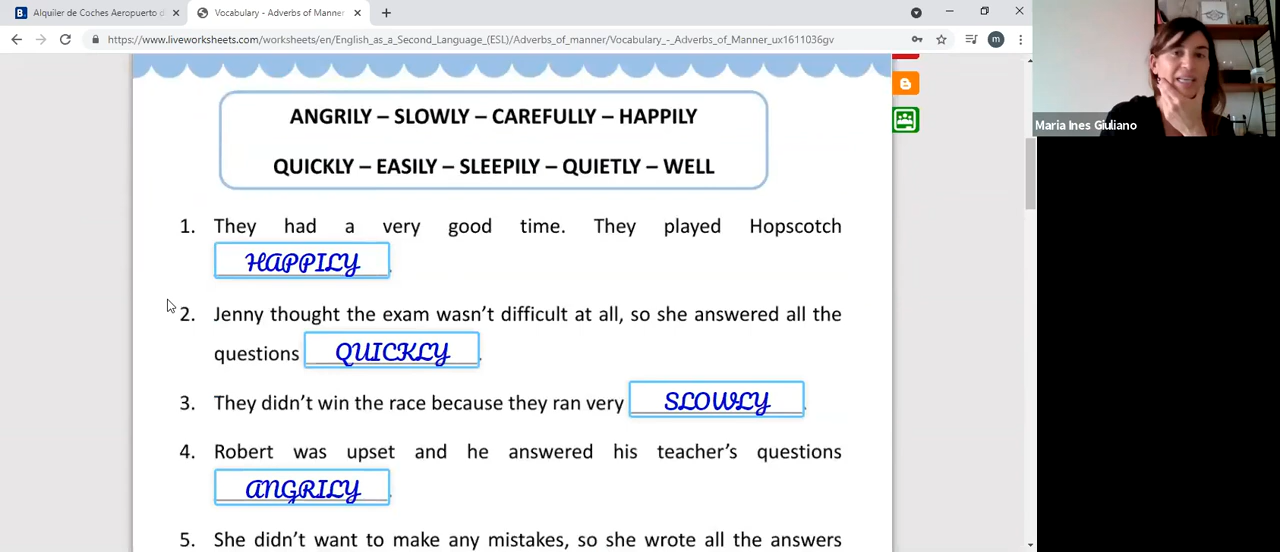 Alquiler de Coches Aeropuerto d
Vocabulary - Adverbs of Manner
https://www.liveworksheets.com/worksheets/en/English_as_a_Second_Language_(ESL)/Adverbs_of_manner/Vocabulary_-_Adverbs_of_Manner_ux1611036gv
m
Maria Ines Giuliano
ANGRILY – SLOWLY – CAREFULLY – HAPPILY
QUICKLY – EASILY – SLEEPILY – QUIETLY – WELL
1. They had a very good time. They played Hopscotch
HAPPILY.
2. Jenny thought the exam wasn't difficult at all, so she answered all the
questions QUICKLY.
3. They didn't win the race because they ran very SLOWLY.
4. Robert was upset and he answered his teacher's questions
ANGRILY.
5. She didn't want to make any mistakes, so she wrote all the answers